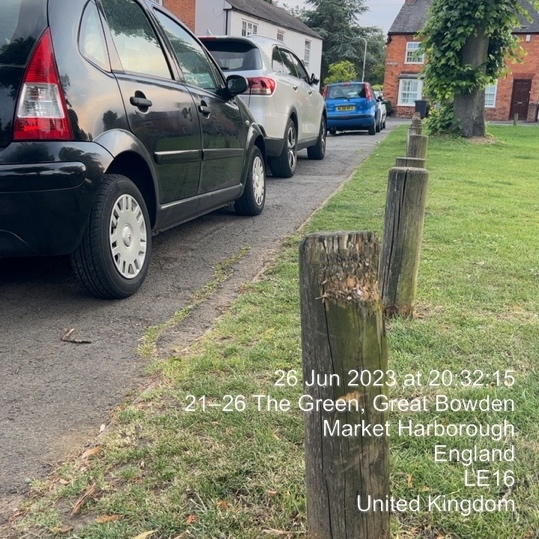 26 Jun 2023 at 20:32:15
21–26 The Green, Great Bowden
Market Harborough
England
LE16
United Kingdom